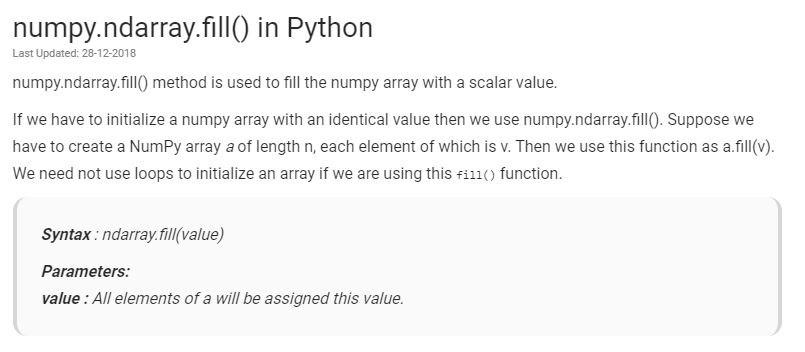 numpy.ndarray.fill() in Python
Last Updated: 28-12-2018
numpy.ndarray.fill() method is used to fill the numpy array with a scalar value.
If we have to initialize a numpy array with an identical value then we use numpy.ndarray.fill(). Suppose we
have to create a NumPy array a of length n, each element of which is v. Then we use this function as a.fill(v).
We need not use loops to initialize an array if we are using this fill() function.
Syntax : ndarray.fill(value)
Parameters:
value : All elements of a will be assigned this value.